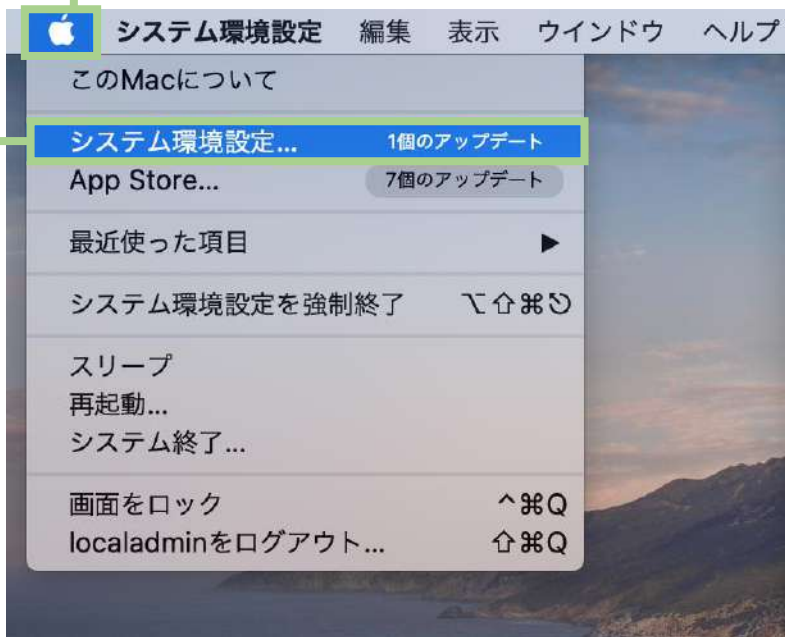 システム環境設定 編集 表示 ウインドウ ヘルプ
このMacについて
システム環境設定... 1個のアップデート
App Store... 7個のアップデート
最近使った項目 ▶
システム環境設定を強制終了 ⌥⇧⌘⎋
スリープ
再起動...
システム終了...
画面をロック ^⌘Q
localadminをログアウト... ⇧⌘Q